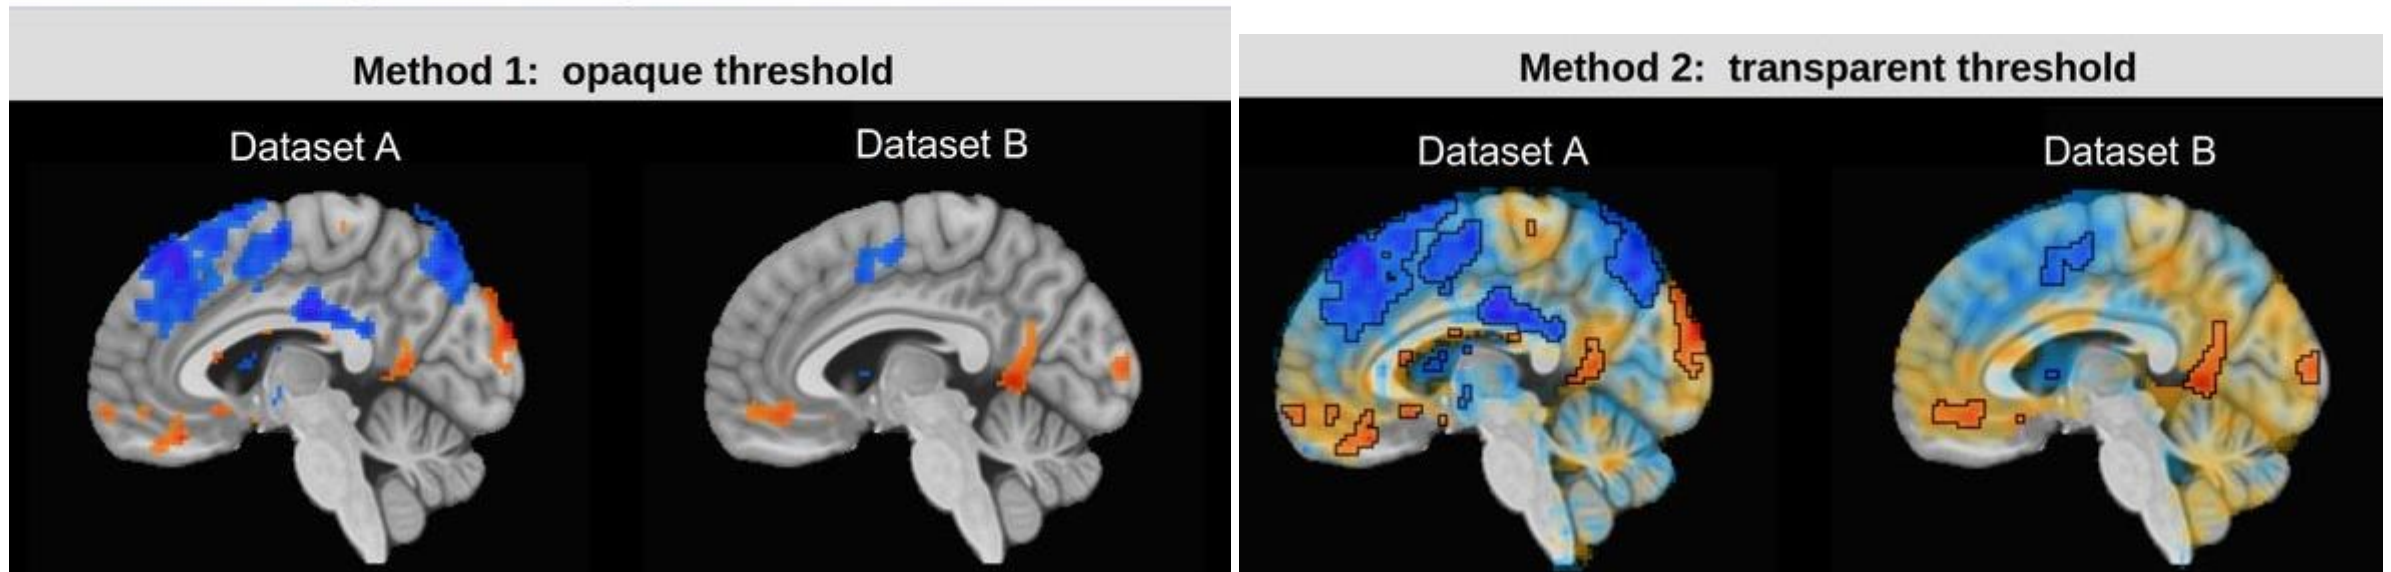 Method 1: opaque threshold
Dataset A
Dataset B
Method 2: transparent threshold
Dataset A
Dataset B